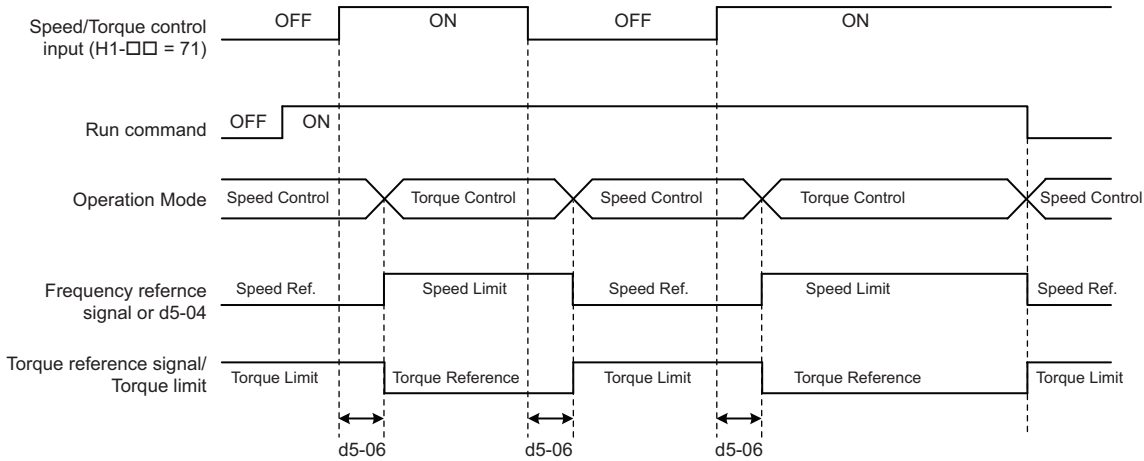 Speed/Torque control
input (H1-□□ = 71)
OFF ON OFF ON
Run command
OFF ON
Operation Mode
Speed Control Torque Control Speed Control Torque Control Speed Control
Frequency refernce
signal or d5-04
Speed Ref. Speed Limit Speed Ref. Speed Limit Speed Ref.
Torque reference signal/
Torque limit
Torque Limit Torque Reference Torque Limit Torque Reference Torque Limit
d5-06 d5-06 d5-06